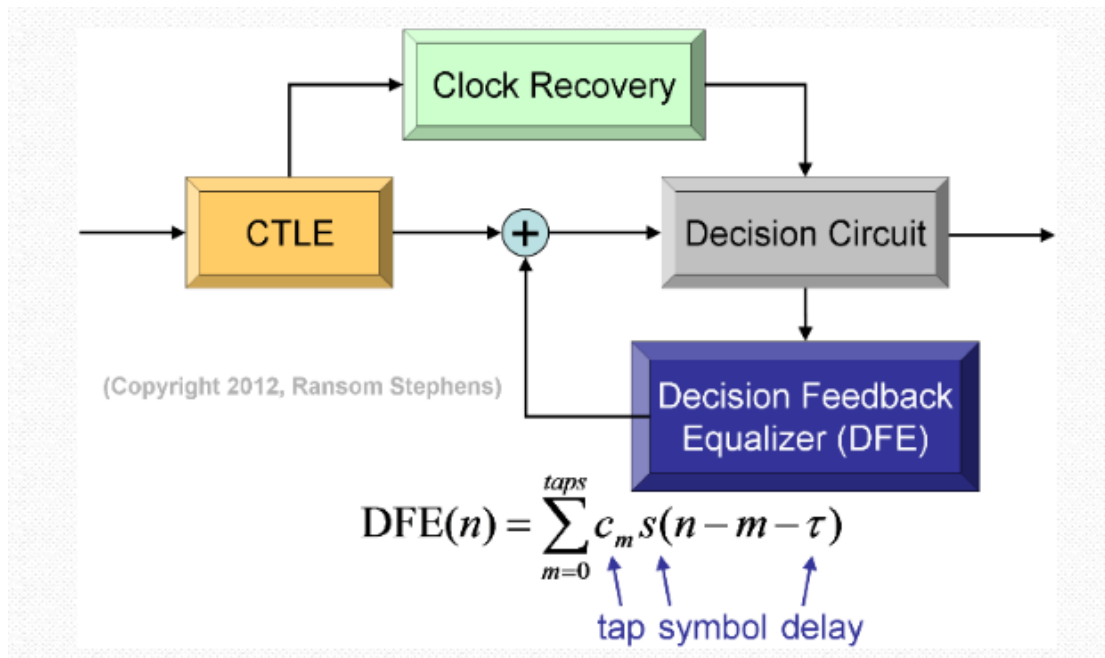 Clock Recovery
CTLE
+
Decision Circuit
(Copyright 2012, Ransom Stephens)
Decision Feedback
Equalizer (DFE)
taps
DFE(n) = ∑ cₘ s(n − m − τ)
m=0
tap symbol delay